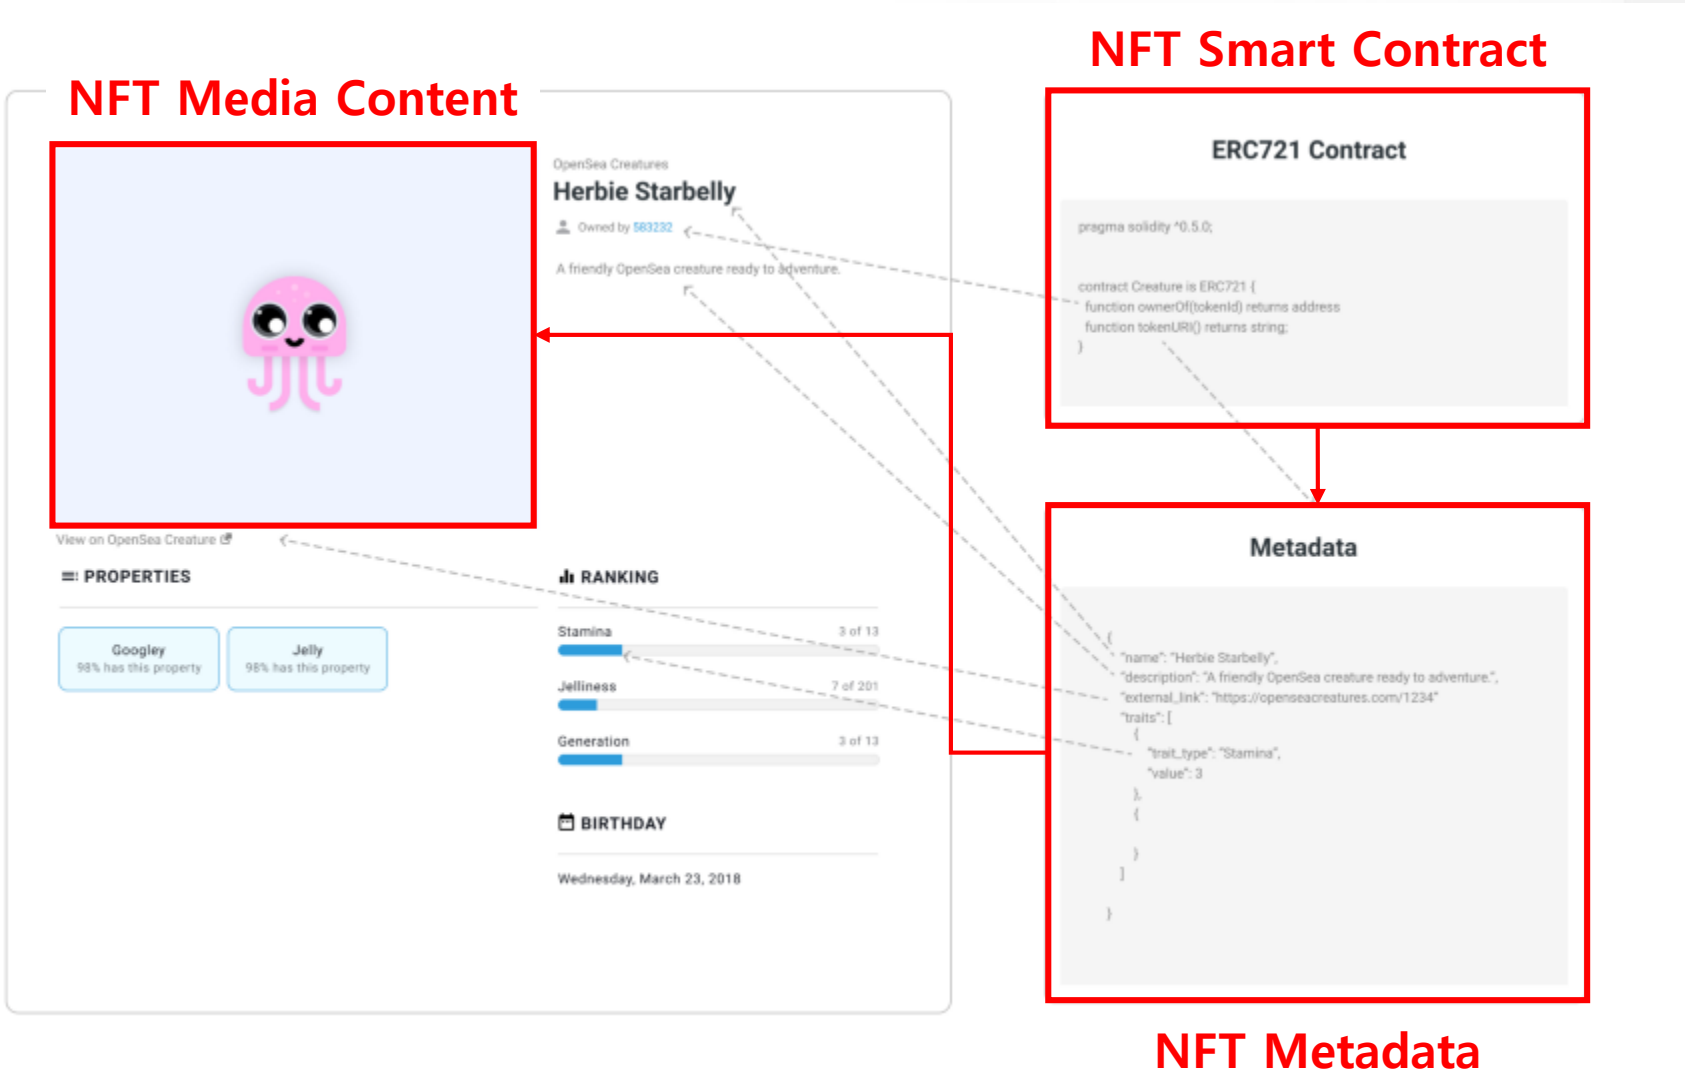 NFT Media Content
OpenSea Creatures
Herbie Starbelly
Owned by 583232
A friendly OpenSea creature ready to adventure.
View on OpenSea Creature
PROPERTIES
Googley
98% has this property
Jelly
98% has this property
RANKING
Stamina
3 of 13
Jelliness
7 of 201
Generation
3 of 13
BIRTHDAY
Wednesday, March 23, 2018
NFT Smart Contract
ERC721 Contract
pragma solidity ^0.5.0;
contract Creature is ERC721 {
function ownerOf(tokenId) returns address
function tokenURI() returns string;
}
Metadata
{
"name": "Herbie Starbelly",
"description": "A friendly OpenSea creature ready to adventure.",
"external_link": "https://openseacreatures.com/1234"
"traits": [
{
"trait_type": "Stamina",
"value": 3
},
{
}
]
}
NFT Metadata